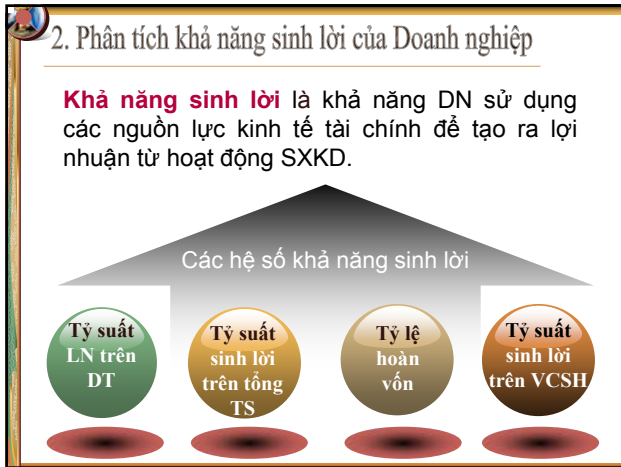 2. Phân tích khả năng sinh lời của Doanh nghiệp
Khả năng sinh lời là khả năng DN sử dụng
các nguồn lực kinh tế tài chính để tạo ra lợi
nhuận từ hoạt động SXKD.
Các hệ số khả năng sinh lời
Tỷ suất
LN trên
DT
Tỷ suất
sinh lời
trên tổng
TS
Tỷ lệ
hoàn
vốn
Tỷ suất
sinh lời
trên VCSH